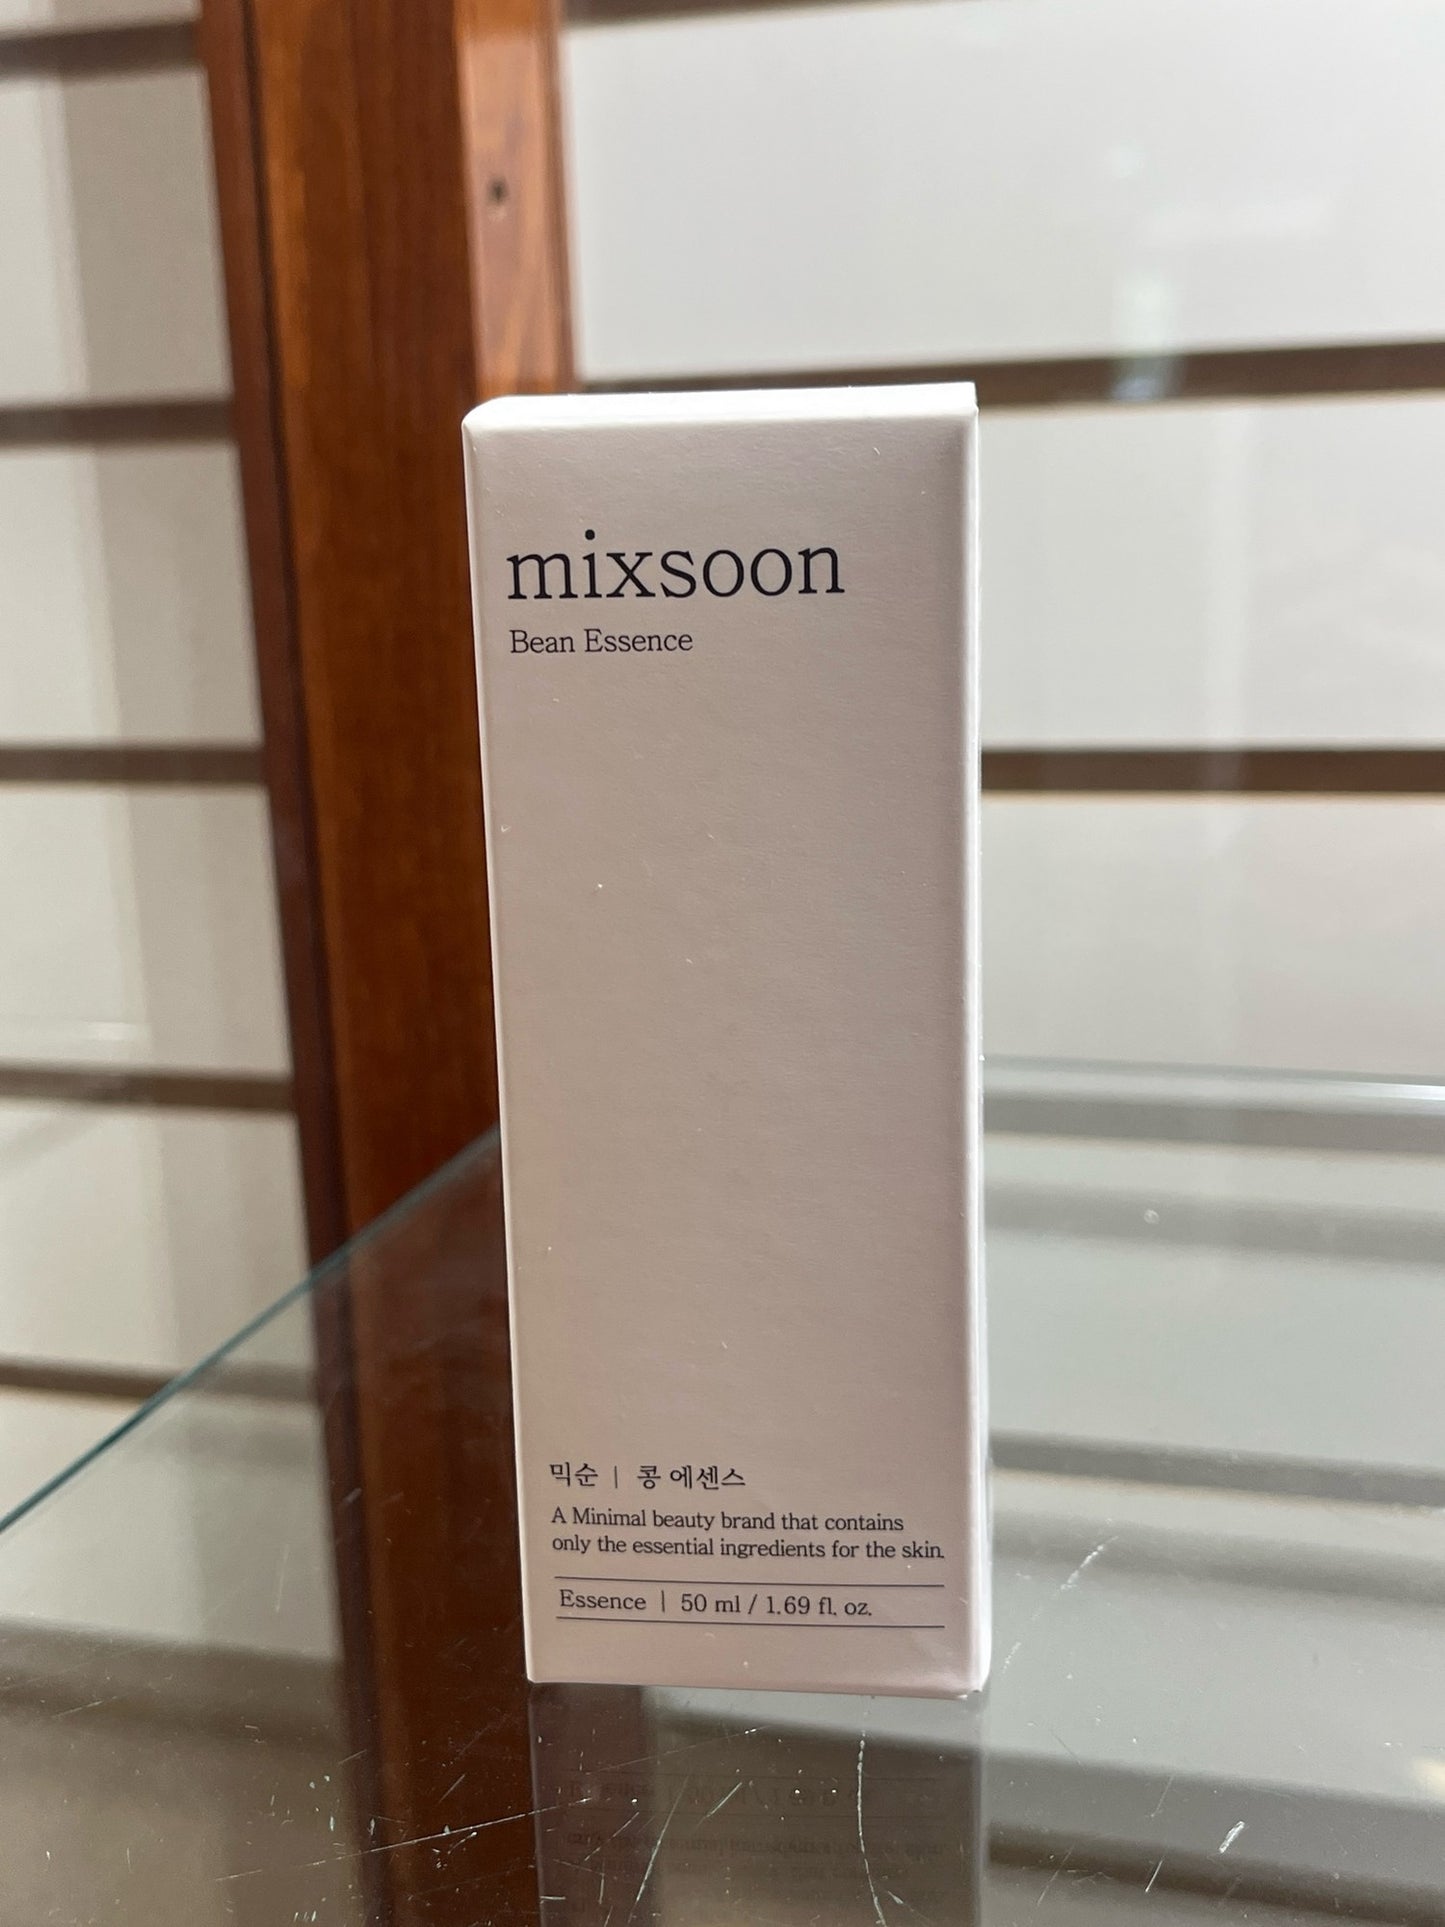 mixsoon
Bean Essence
믹순 | 콩 에센스
A Minimal beauty brand that contains
only the essential ingredients for the skin.
Essence | 50 ml / 1.69 fl. oz.